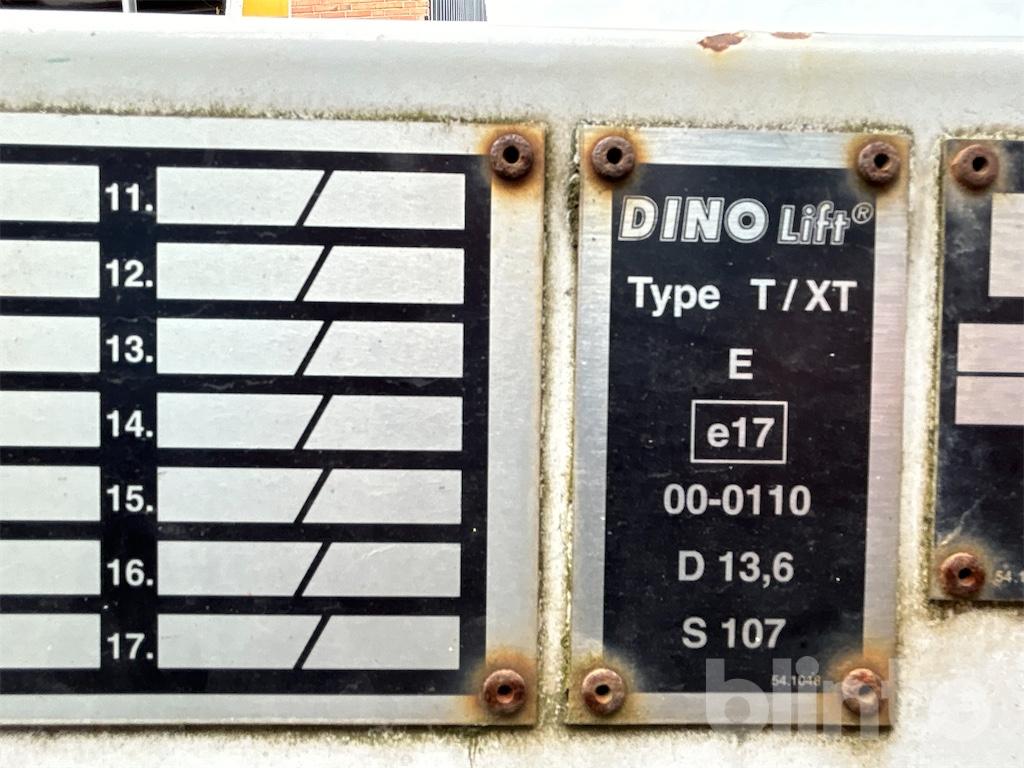 11.
12.
13.
14.
15.
16.
17.
DINO Lift®
Type T/XT
E
e17
00-0110
D 13,6
S 107
54.1048
blinto